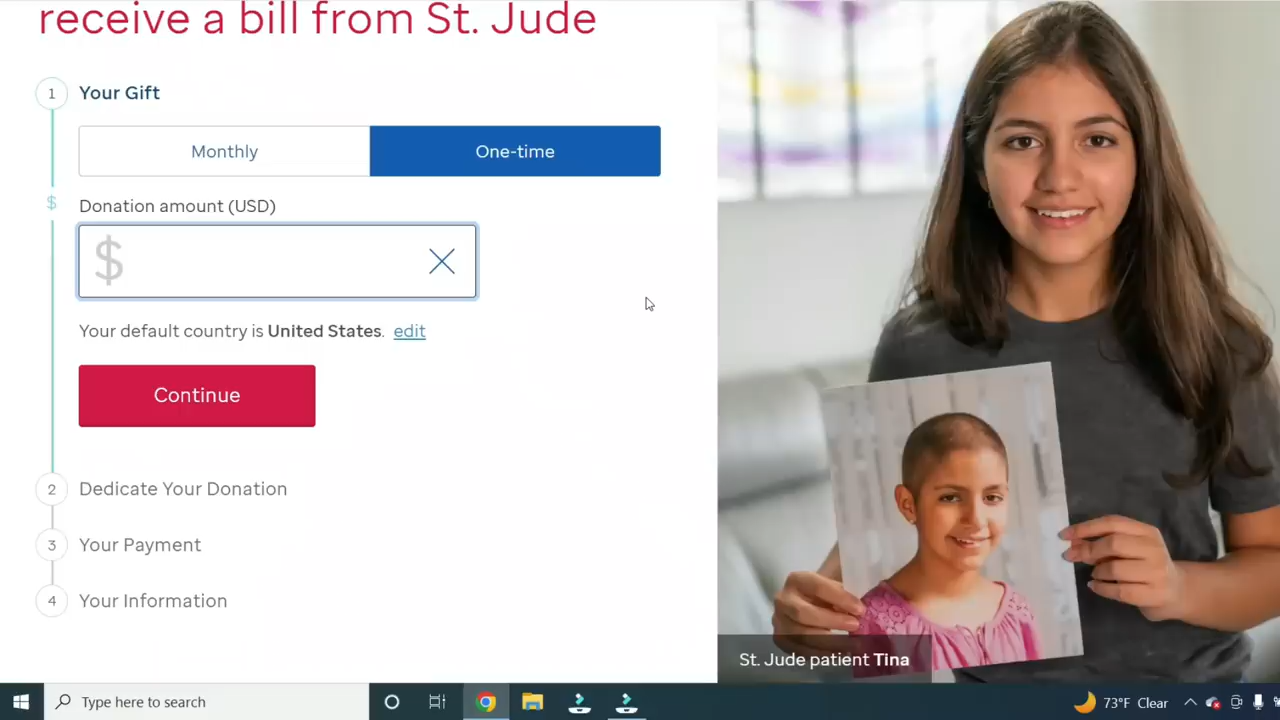 receive a bill from St. Jude
1 Your Gift
Monthly One-time
$
Donation amount (USD)
$
Your default country is United States. edit
Continue
2 Dedicate Your Donation
3 Your Payment
4 Your Information
St. Jude patient Tina
Type here to search
73°F Clear